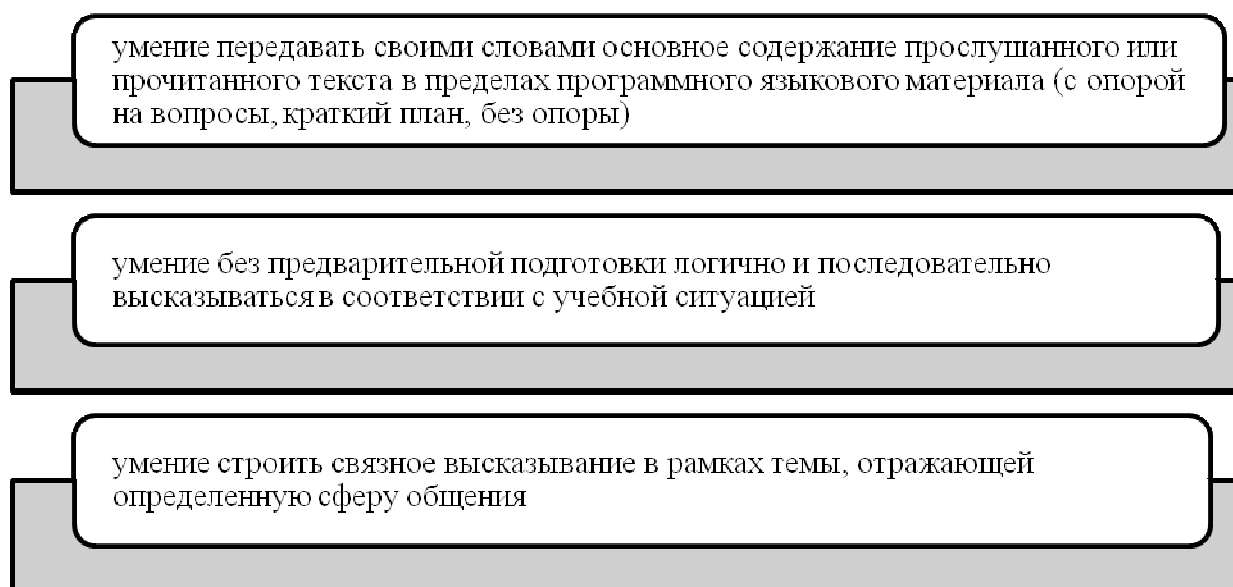 умение передавать своими словами основное содержание прослушанного или
прочитанного текста в пределах программного языкового материала (с опорой
на вопросы, краткий план, без опоры)
умение без предварительной подготовки логично и последовательно
высказываться в соответствии с учебной ситуацией
умение строить связное высказывание в рамках темы, отражающей
определенную сферу общения